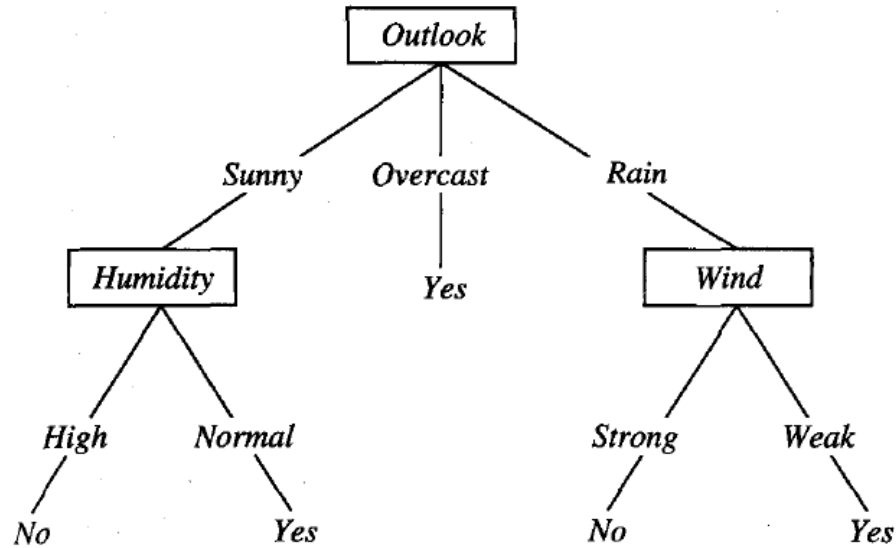 Outlook
Sunny Overcast Rain
Humidity Yes Wind
High Normal Strong Weak
No Yes No Yes